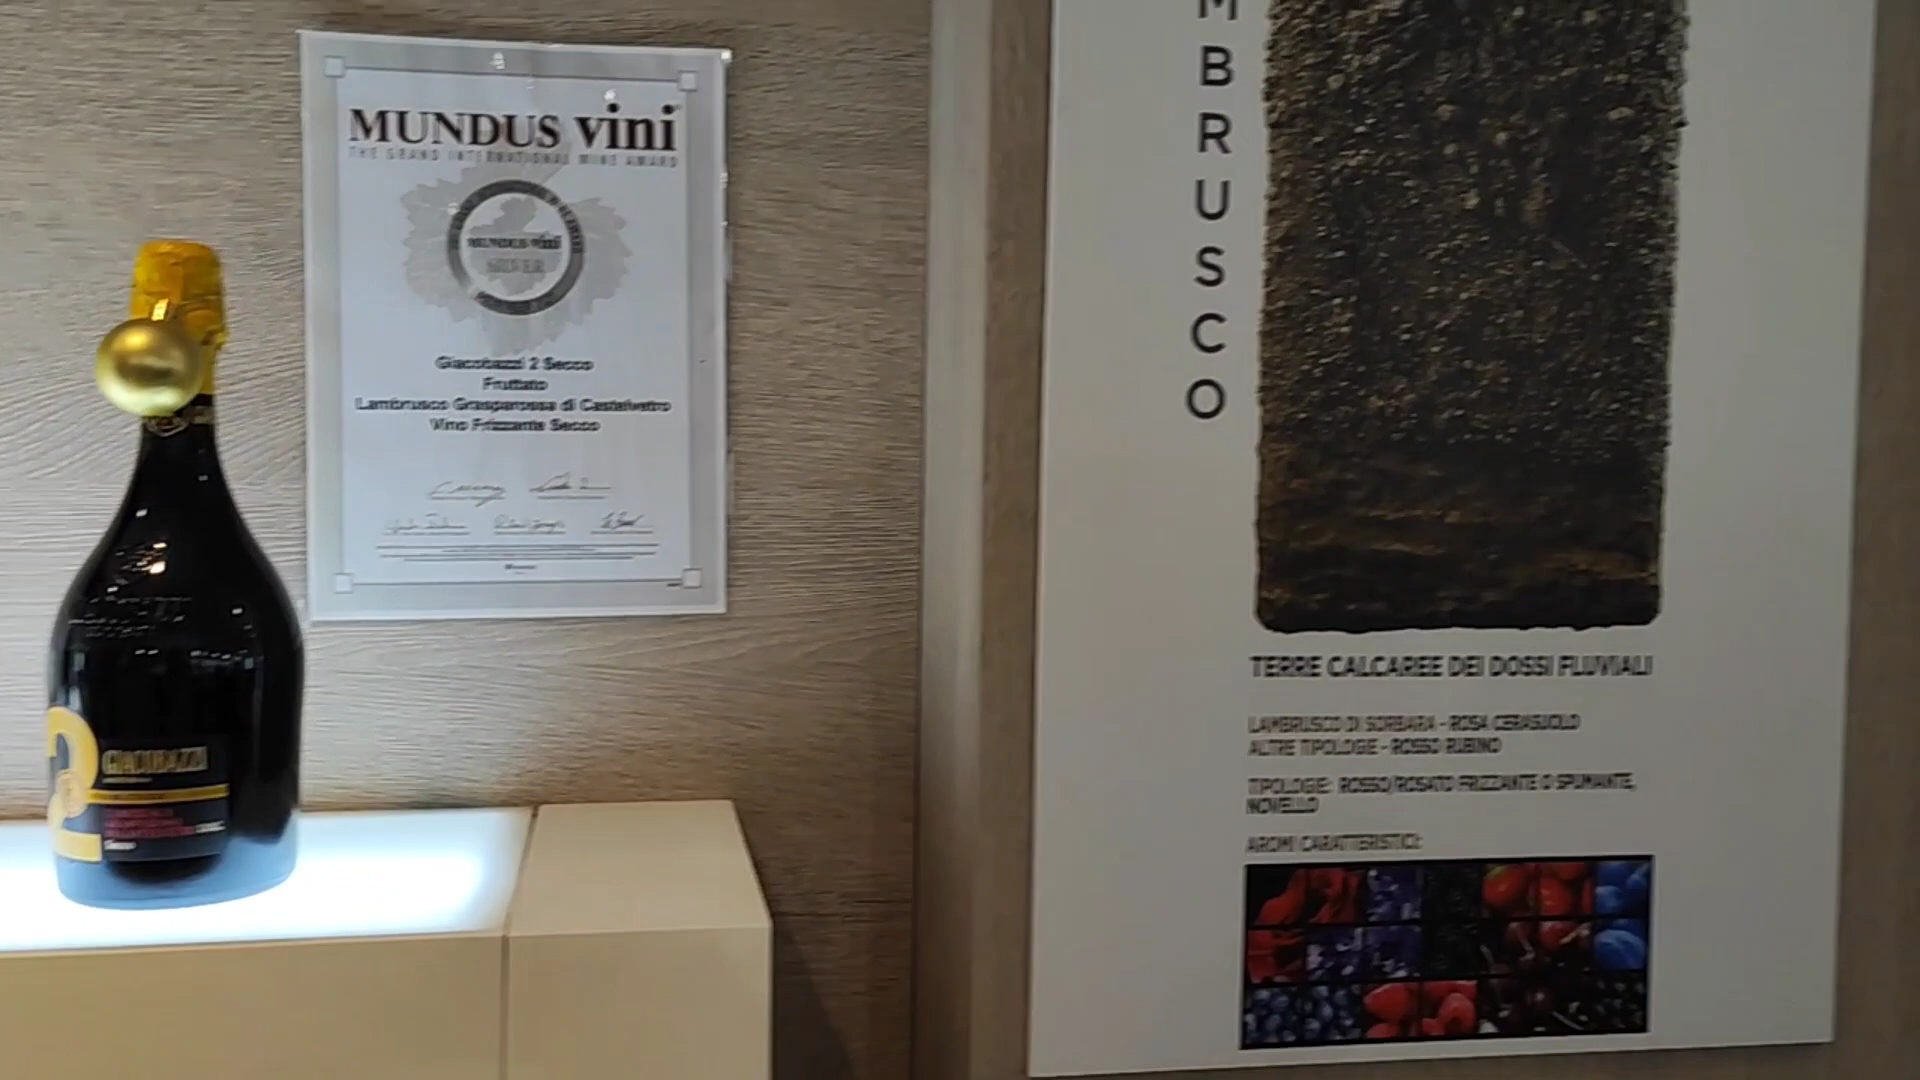 MUNDUS vini
THE GRAND INTERNATIONAL WINE AWARD
MUNDUS vini
SILVER
Giacobazzi 2 Secco
Fruttato
Lambrusco Grasparossa di Castelvetro
Vino Frizzante Secco
2
GIACOBAZZI
MBRUSCO
TERRE CALCAREE DEI DOSSI FLUVIALI
LAMBRUSCO DI SORBARA - ROSA CERASUOLO
ALTRE TIPOLOGIE - ROSSO RUBINO
TIPOLOGIE: ROSSO/ROSATO FRIZZANTE O SPUMANTE,
NOVELLO
AROMI CARATTERISTICI: